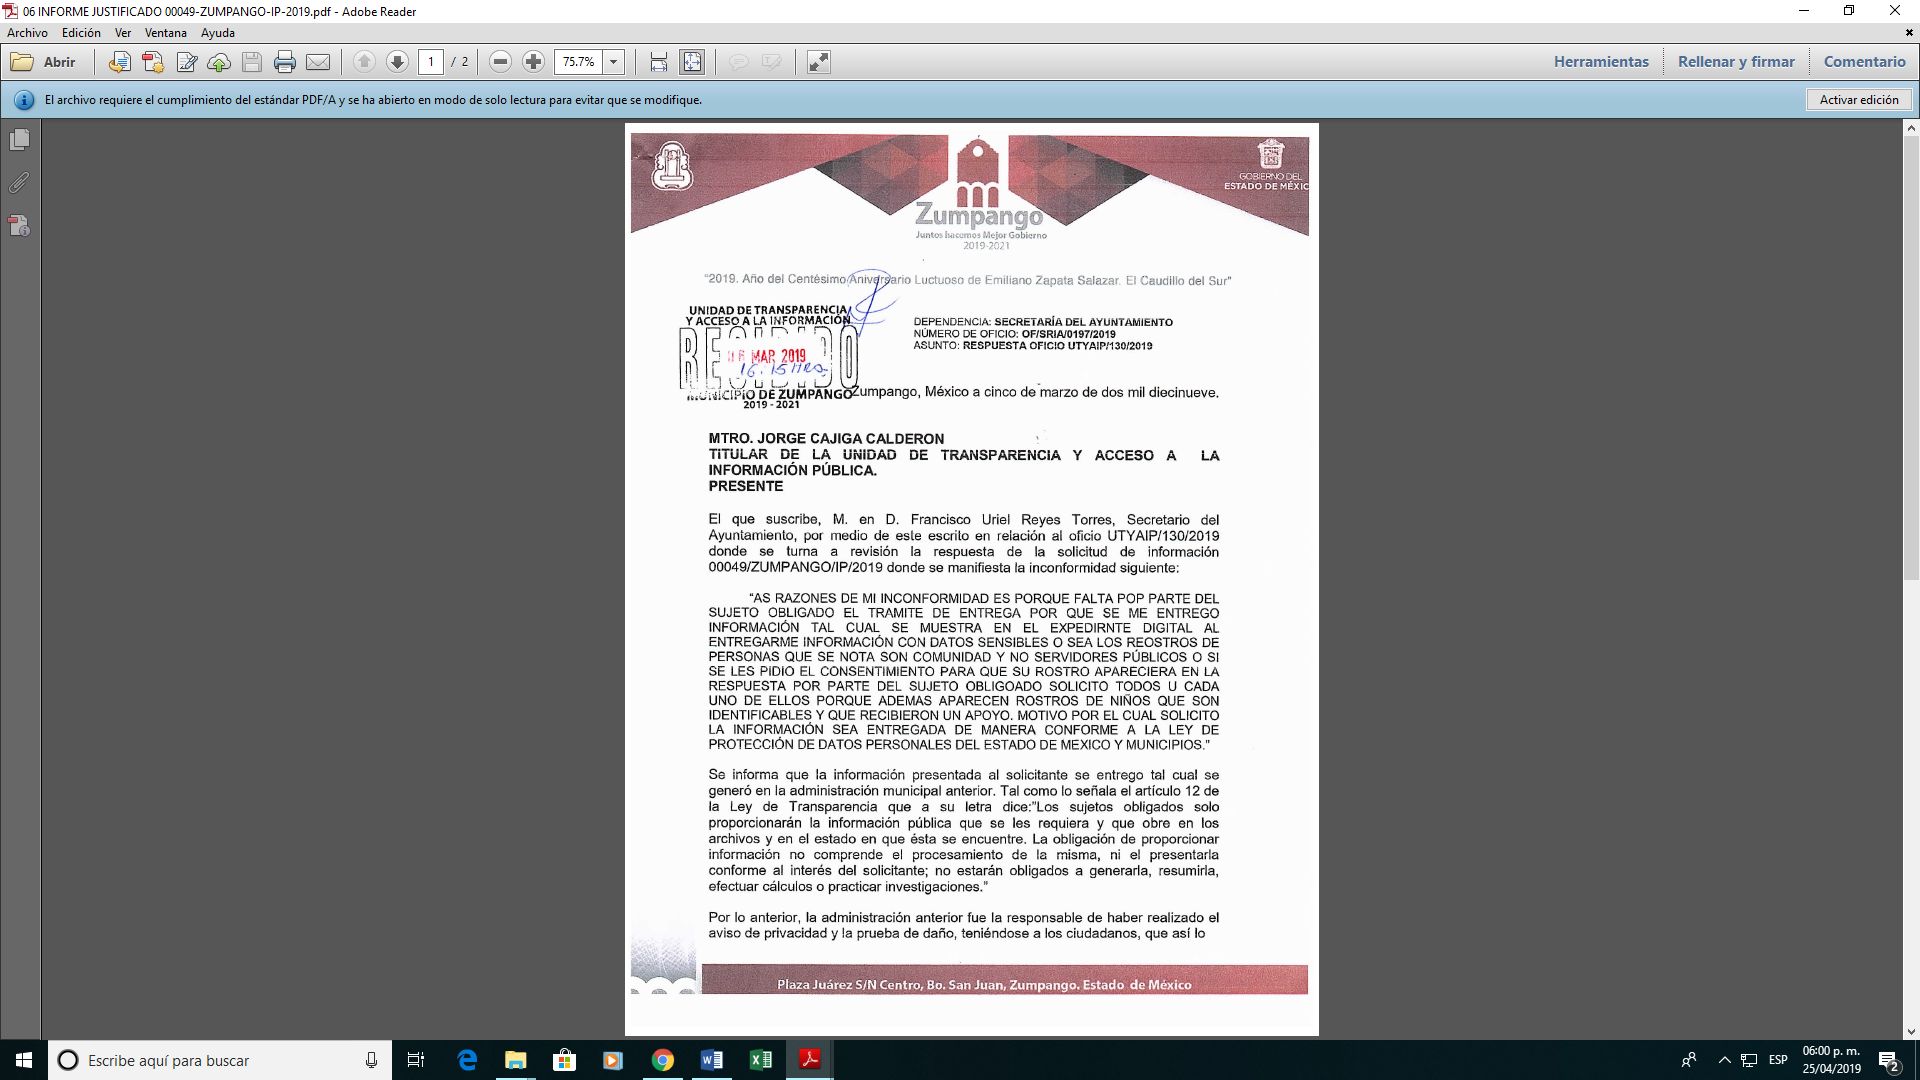 06 INFORME JUSTIFICADO 00049-ZUMPANGO-IP-2019.pdf - Adobe Reader
Archivo Edición Ver Ventana Ayuda
Abrir 1 / 2 75.7% Herramientas Rellenar y firmar Comentario
El archivo requiere el cumplimiento del estándar PDF/A y se ha abierto en modo de solo lectura para evitar que se modifique. Activar edición
GOBIERNO DEL
ESTADO DE MÉXIC
Zumpango
Juntos hacemos Mejor Gobierno
2019-2021
"2019. Año del Centésimo Aniversario Luctuoso de Emiliano Zapata Salazar. El Caudillo del Sur"
UNIDAD DE TRANSPARENCIA
Y ACCESO A LA INFORMACIÓN
RECIBIDO
MAR 2019
16:15 Hrs.
MUNICIPIO DE ZUMPANGO
2019 - 2021
DEPENDENCIA: SECRETARÍA DEL AYUNTAMIENTO
NÚMERO DE OFICIO: OF/SRIA/0197/2019
ASUNTO: RESPUESTA OFICIO UTYAIP/130/2019
Zumpango, México a cinco de marzo de dos mil diecinueve.
MTRO. JORGE CAJIGA CALDERON
TITULAR DE LA UNIDAD DE TRANSPARENCIA Y ACCESO A LA
INFORMACIÓN PÚBLICA.
PRESENTE
El que suscribe, M. en D. Francisco Uriel Reyes Torres, Secretario del
Ayuntamiento, por medio de este escrito en relación al oficio UTYAIP/130/2019
donde se turna a revisión la respuesta de la solicitud de información
00049/ZUMPANGO/IP/2019 donde se manifiesta la inconformidad siguiente:
"AS RAZONES DE MI INCONFORMIDAD ES PORQUE FALTA POP PARTE DEL
SUJETO OBLIGADO EL TRAMITE DE ENTREGA POR QUE SE ME ENTREGO
INFORMACIÓN TAL CUAL SE MUESTRA EN EL EXPEDIRNTE DIGITAL AL
ENTREGARME INFORMACIÓN CON DATOS SENSIBLES O SEA LOS REOSTROS DE
PERSONAS QUE SE NOTA SON COMUNIDAD Y NO SERVIDORES PÚBLICOS O SI
SE LES PIDIO EL CONSENTIMIENTO PARA QUE SU ROSTRO APARECIERA EN LA
RESPUESTA POR PARTE DEL SUJETO OBLIGOADO SOLICITO TODOS U CADA
UNO DE ELLOS PORQUE ADEMAS APARECEN ROSTROS DE NIÑOS QUE SON
IDENTIFICABLES Y QUE RECIBIERON UN APOYO. MOTIVO POR EL CUAL SOLICITO
LA INFORMACIÓN SEA ENTREGADA DE MANERA CONFORME A LA LEY DE
PROTECCIÓN DE DATOS PERSONALES DEL ESTADO DE MEXICO Y MUNICIPIOS."
Se informa que la información presentada al solicitante se entrego tal cual se
generó en la administración municipal anterior. Tal como lo señala el artículo 12 de
la Ley de Transparencia que a su letra dice:"Los sujetos obligados solo
proporcionarán la información pública que se les requiera y que obre en los
archivos y en el estado en que ésta se encuentre. La obligación de proporcionar
información no comprende el procesamiento de la misma, ni el presentarla
conforme al interés del solicitante; no estarán obligados a generarla, resumirla,
efectuar cálculos o practicar investigaciones."
Por lo anterior, la administración anterior fue la responsable de haber realizado el
aviso de privacidad y la prueba de daño, teniéndose a los ciudadanos, que así lo
Plaza Juárez S/N Centro, Bo. San Juan, Zumpango. Estado de México
Escribe aquí para buscar
ESP
06:00 p. m.
25/04/2019
2